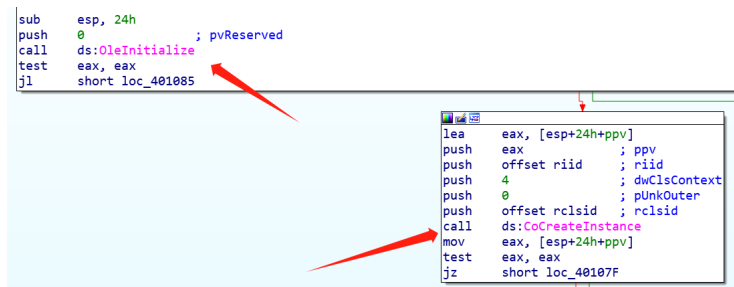 sub esp, 24h
push 0 ; pvReserved
call ds:OleInitialize
test eax, eax
jl short loc_401085
lea eax, [esp+24h+ppv]
push eax ; ppv
push offset riid ; riid
push 4 ; dwClsContext
push 0 ; pUnkOuter
push offset rclsid ; rclsid
call ds:CoCreateInstance
mov eax, [esp+24h+ppv]
test eax, eax
jz short loc_40107F